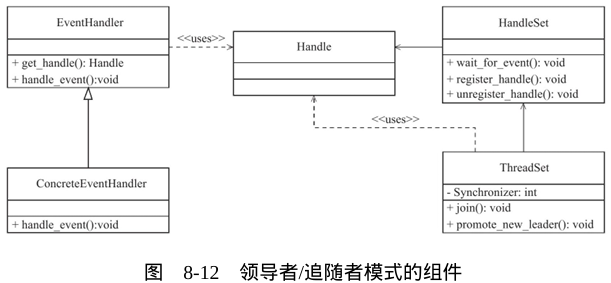 EventHandler
+ get_handle(): Handle
+ handle_event():void
<<uses>>
Handle
HandleSet
+ wait_for_event(): void
+ register_handle(): void
+ unregister_handle(): void
<<uses>>
ConcreteEventHandler
+ handle_event():void
ThreadSet
- Synchronizer: int
+ join(): void
+ promote_new_leader(): void
图 8-12 领导者/追随者模式的组件